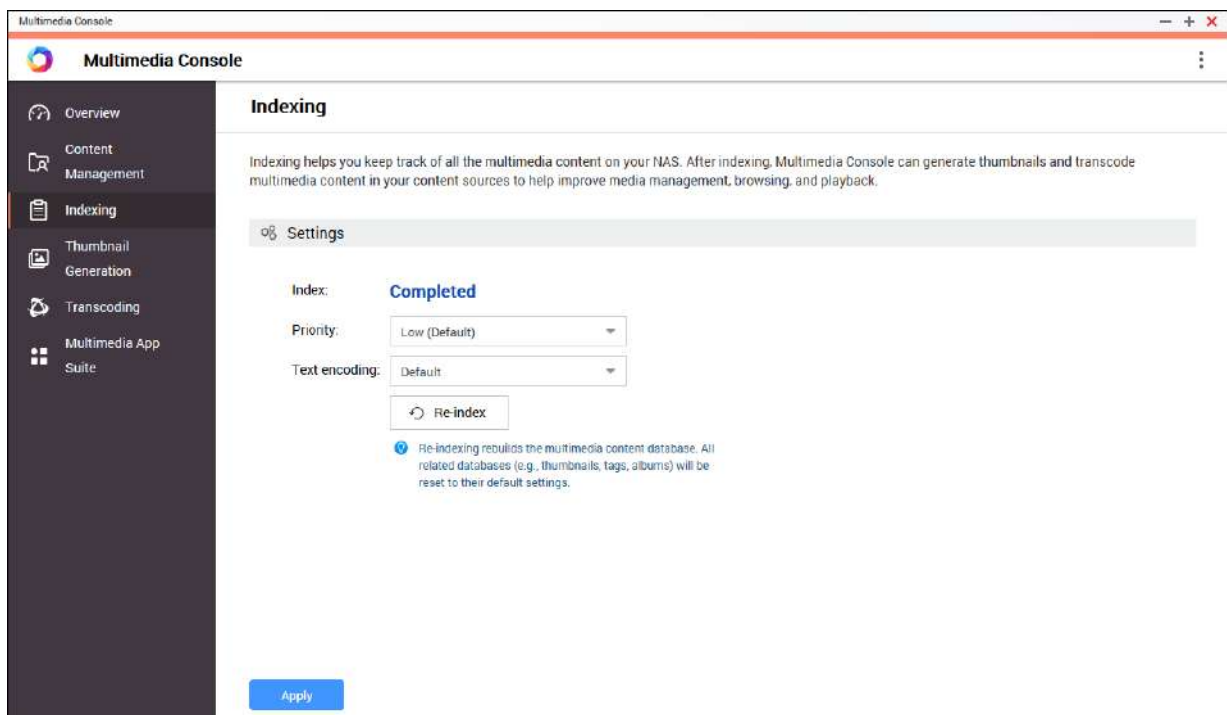 Multimedia Console
Multimedia Console
Overview
Content
Management
Indexing
Thumbnail
Generation
Transcoding
Multimedia App
Suite
Indexing
Indexing helps you keep track of all the multimedia content on your NAS. After indexing, Multimedia Console can generate thumbnails and transcode
multimedia content in your content sources to help improve media management, browsing, and playback.
Settings
Index: Completed
Priority: Low (Default)
Text encoding: Default
Re-index
Re-indexing rebuilds the multimedia content database. All
related databases (e.g., thumbnails, tags, albums) will be
reset to their default settings.
Apply